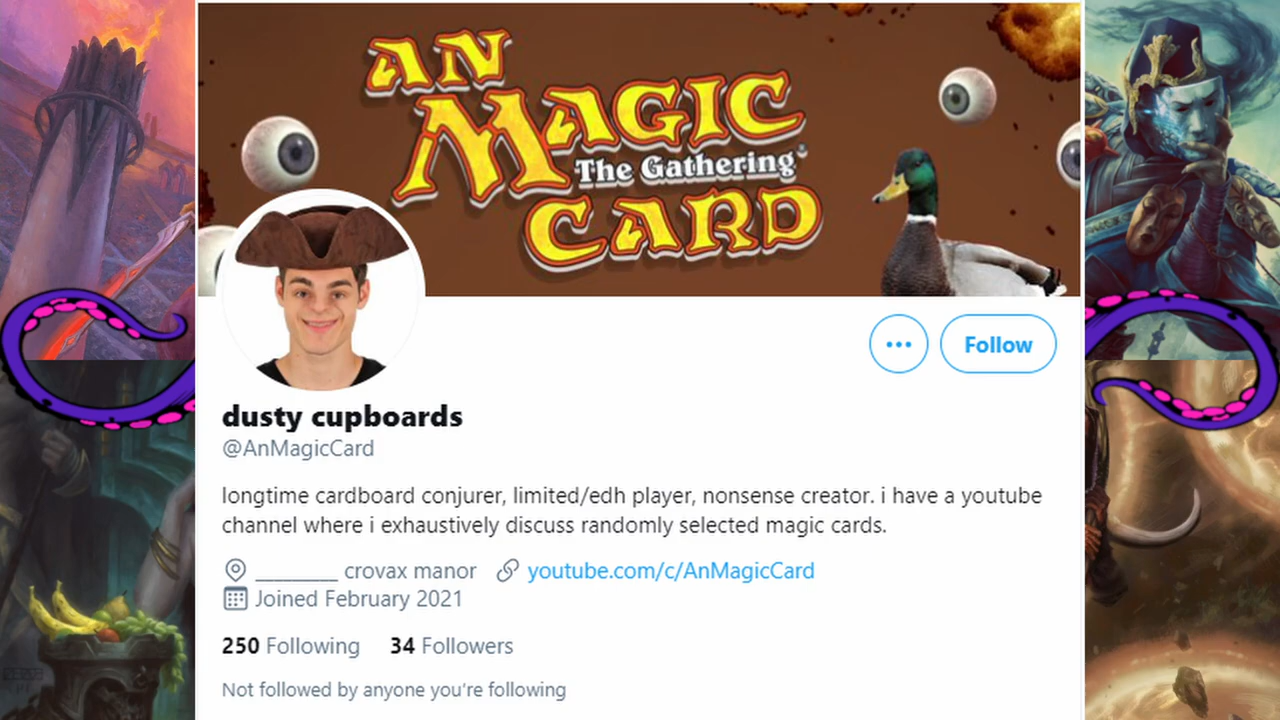 AN
MAGIC
The Gathering®
CARD
Follow
dusty cupboards
@AnMagicCard
longtime cardboard conjurer, limited/edh player, nonsense creator. i have a youtube
channel where i exhaustively discuss randomly selected magic cards.
_________ crovax manor youtube.com/c/AnMagicCard
Joined February 2021
250 Following 34 Followers
Not followed by anyone you're following